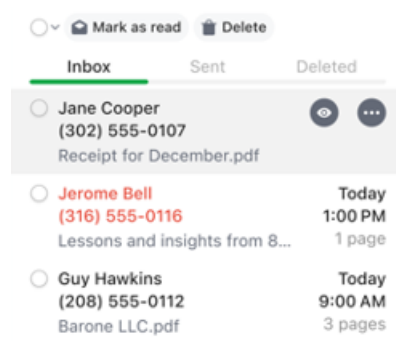 Mark as read Delete
Inbox Sent Deleted
Jane Cooper
(302) 555-0107
Receipt for December.pdf
Jerome Bell Today
(316) 555-0116 1:00 PM
Lessons and insights from 8... 1 page
Guy Hawkins Today
(208) 555-0112 9:00 AM
Barone LLC.pdf 3 pages